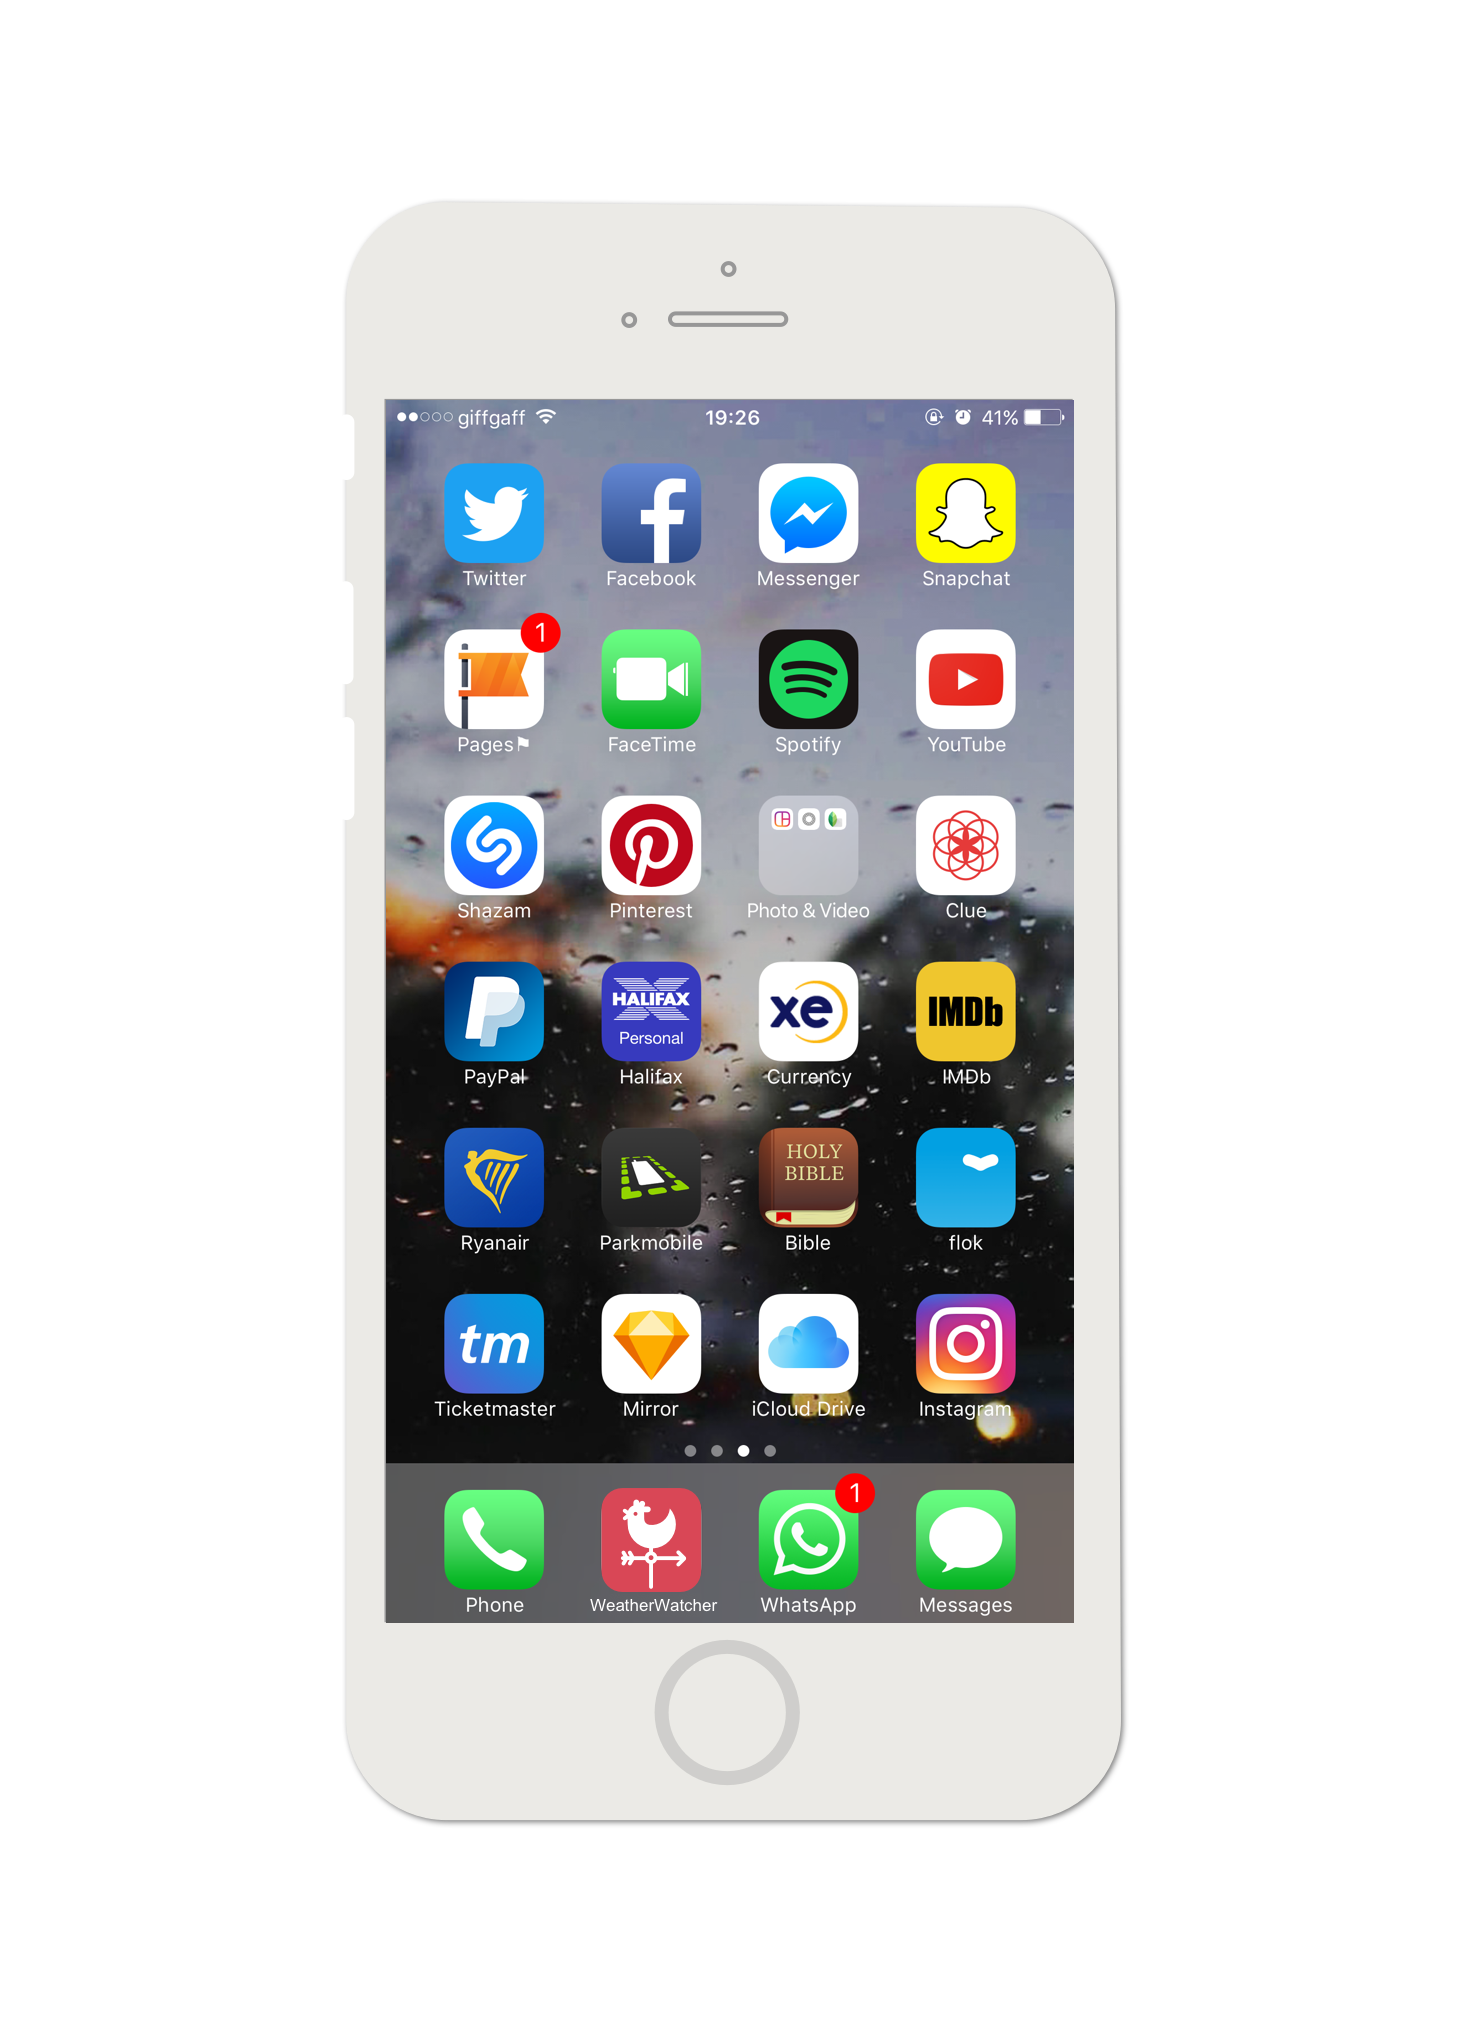 giffgaff 19:26 41%
Twitter Facebook Messenger Snapchat
1
Pages FaceTime Spotify YouTube
Shazam Pinterest Photo & Video Clue
HALIFAX xe IMDb
Personal
PayPal Halifax Currency IMDb
HOLY
BIBLE
Ryanair Parkmobile Bible flok
tm
Ticketmaster Mirror iCloud Drive Instagram
1
Phone WeatherWatcher WhatsApp Messages